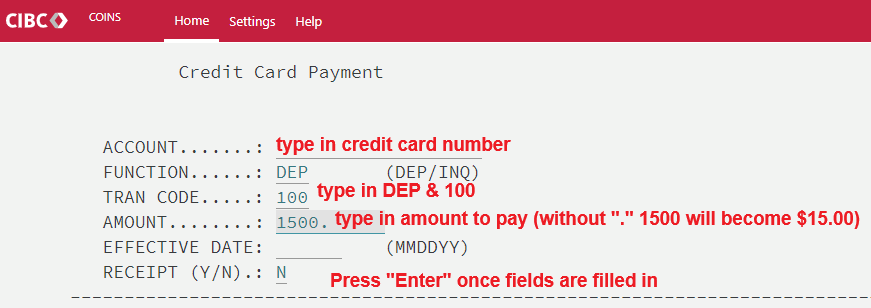 CIBC COINS Home Settings Help
Credit Card Payment
ACCOUNT.......: type in credit card number
FUNCTION......: DEP (DEP/INQ)
TRAN CODE.....: 100 type in DEP & 100
AMOUNT........: 1500. type in amount to pay (without "." 1500 will become $15.00)
EFFECTIVE DATE: (MMDDYY)
RECEIPT (Y/N).: N Press "Enter" once fields are filled in